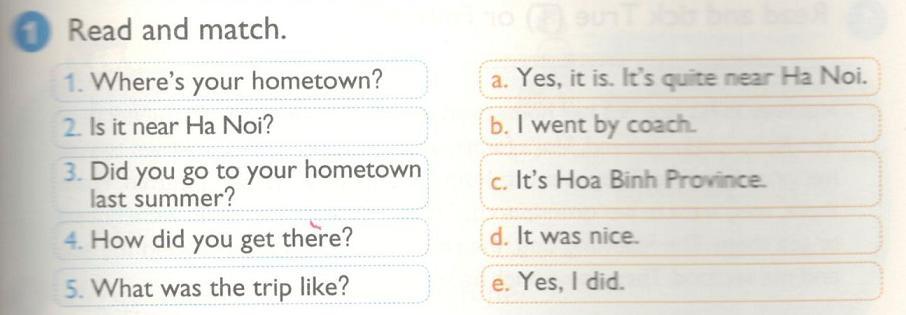 1 Read and match.
1. Where's your hometown?
a. Yes, it is. It's quite near Ha Noi.
2. Is it near Ha Noi?
b. I went by coach.
3. Did you go to your hometown
last summer?
c. It's Hoa Binh Province.
4. How did you get there?
d. It was nice.
5. What was the trip like?
e. Yes, I did.